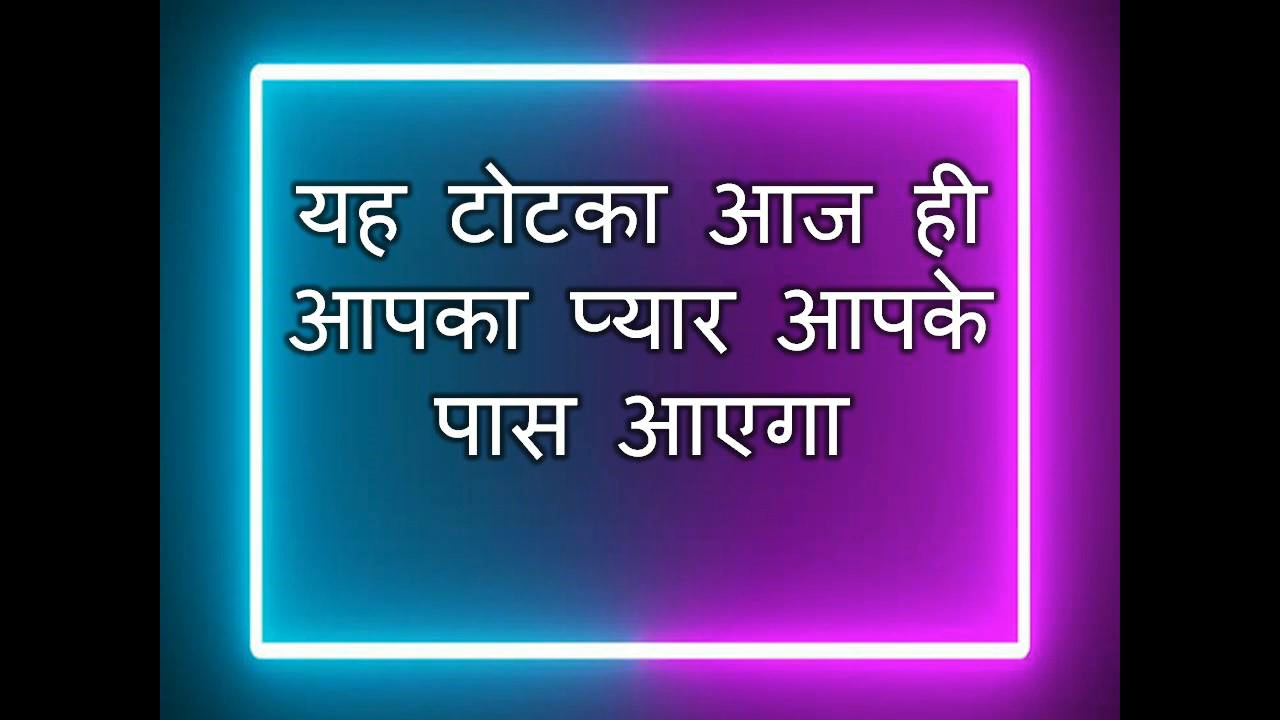 यह टोटका आज ही
आपका प्यार आपके
पास आएगा